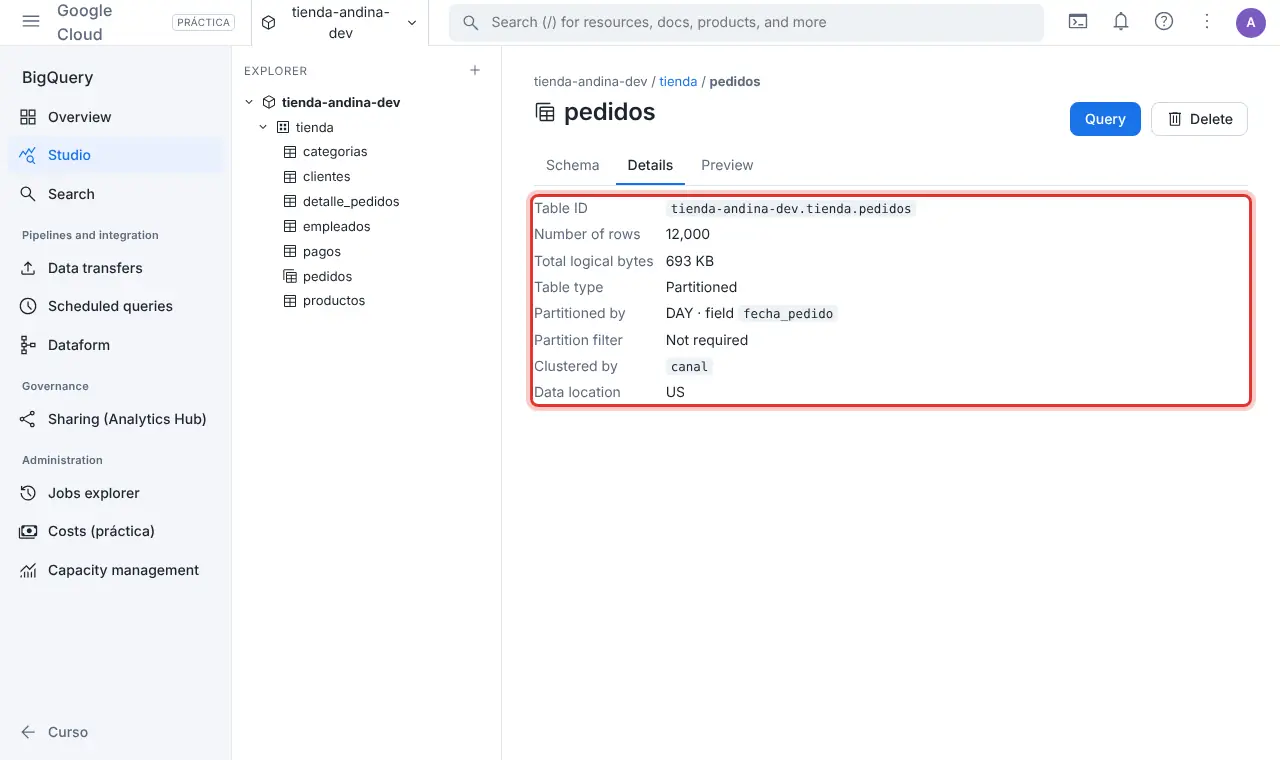 Google Cloud
PRÁCTICA
tienda-andina-dev
Search (/) for resources, docs, products, and more
A
BigQuery
Overview
Studio
Search
Pipelines and integration
Data transfers
Scheduled queries
Dataform
Governance
Sharing (Analytics Hub)
Administration
Jobs explorer
Costs (práctica)
Capacity management
Curso
EXPLORER
tienda-andina-dev
tienda
categorias
clientes
detalle_pedidos
empleados
pagos
pedidos
productos
tienda-andina-dev / tienda / pedidos
pedidos
Query
Delete
Schema Details Preview
Table ID tienda-andina-dev.tienda.pedidos
Number of rows 12,000
Total logical bytes 693 KB
Table type Partitioned
Partitioned by DAY · field fecha_pedido
Partition filter Not required
Clustered by canal
Data location US